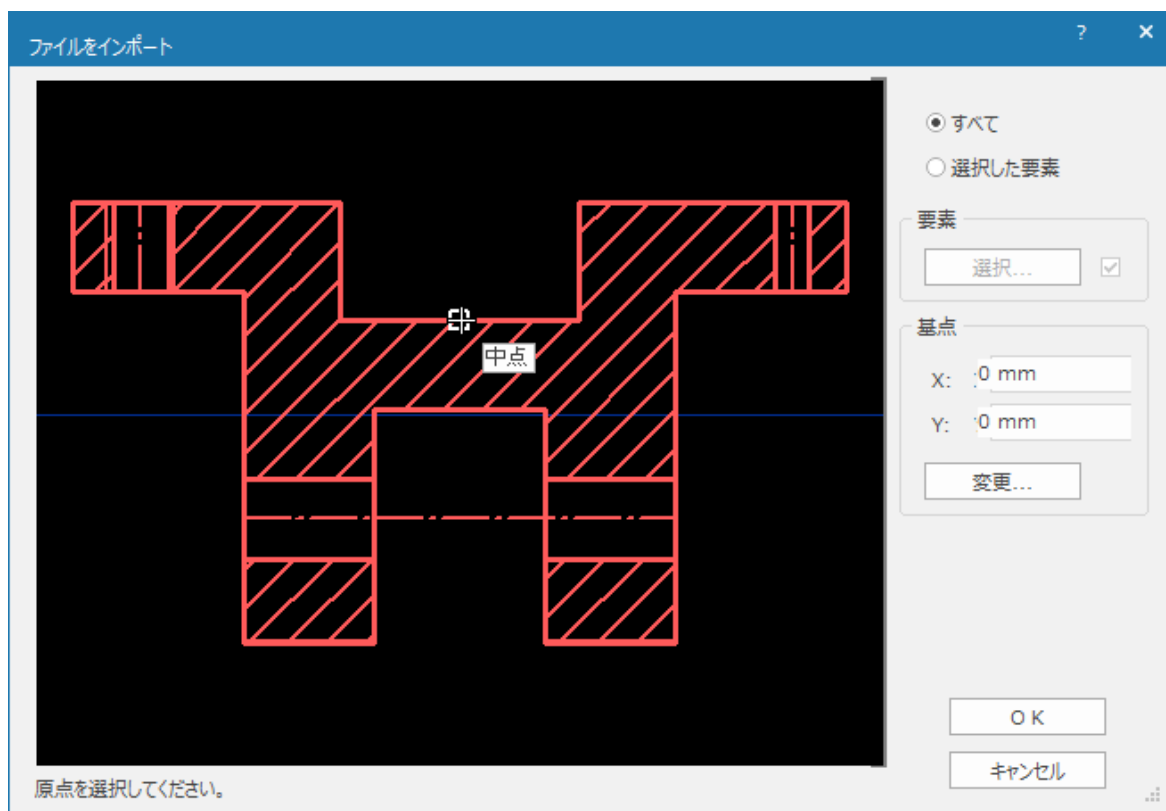 ファイルをインポート
?
×
すべて
選択した要素
要素
選択...
中点
基点
X: 0 mm
Y: 0 mm
変更...
O K
キャンセル
原点を選択してください。